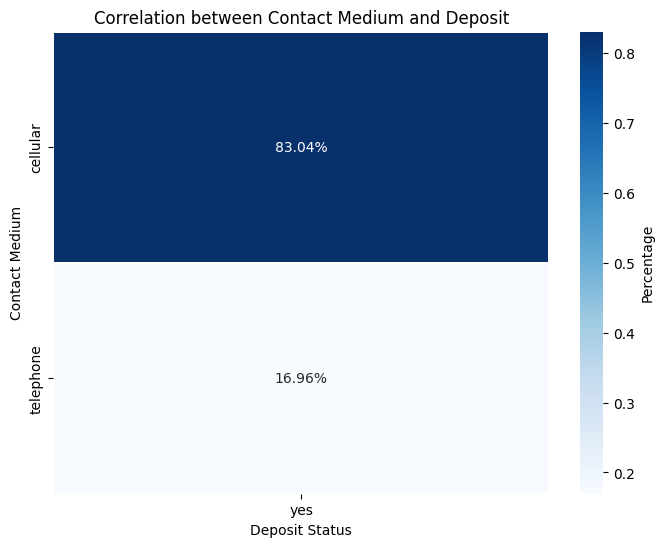 Correlation between Contact Medium and Deposit
Contact Medium
cellular
83.04%
telephone
16.96%
yes
Deposit Status
0.8
0.7
0.6
0.5
0.4
0.3
0.2
Percentage